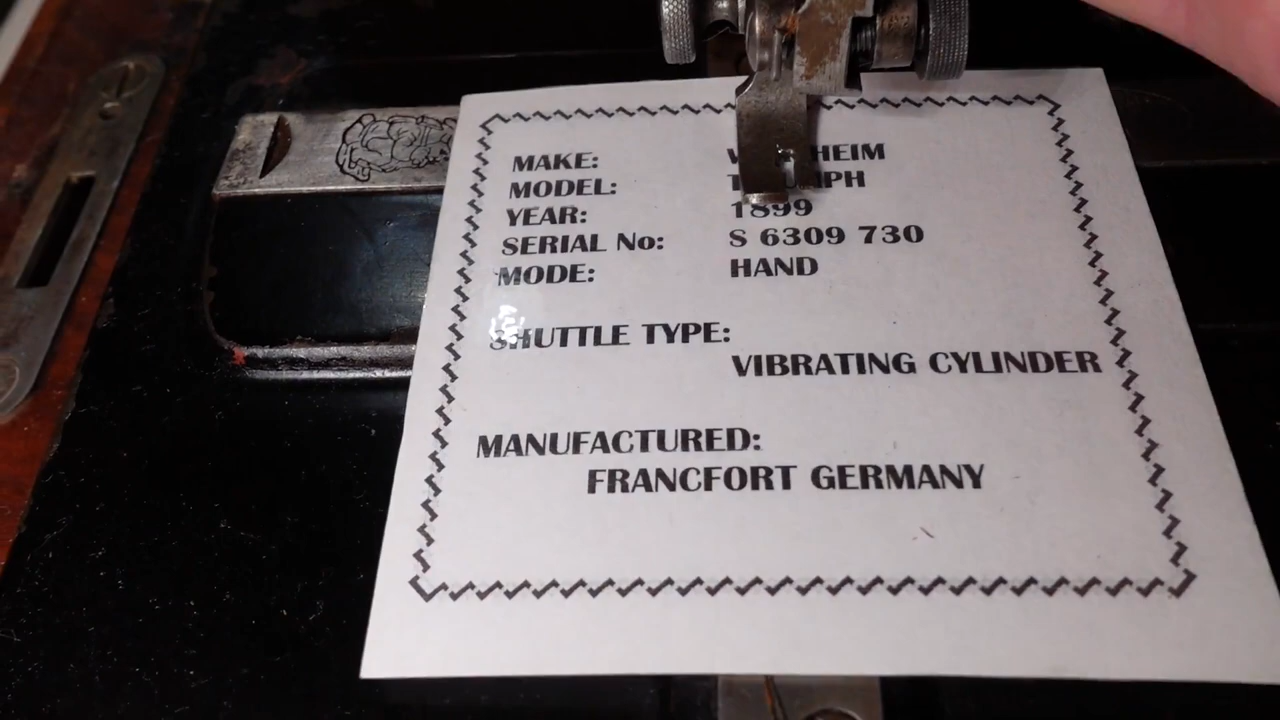 MAKE:
MODEL:
YEAR: 1899
SERIAL No: S 6309 730
MODE: HAND
SHUTTLE TYPE:
VIBRATING CYLINDER
MANUFACTURED:
FRANCFORT GERMANY